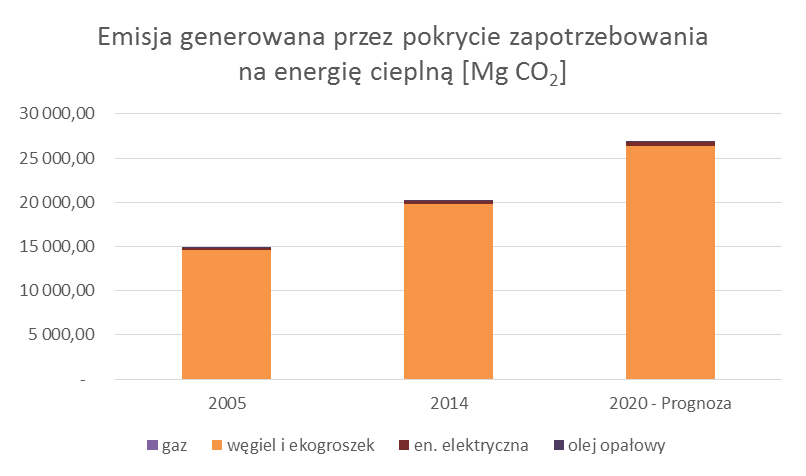 Emisja generowana przez pokrycie zapotrzebowania
na energię cieplną [Mg CO₂]
30 000,00
25 000,00
20 000,00
15 000,00
10 000,00
5 000,00
-
2005 2014 2020 - Prognoza
gaz węgiel i ekogroszek en. elektryczna olej opałowy